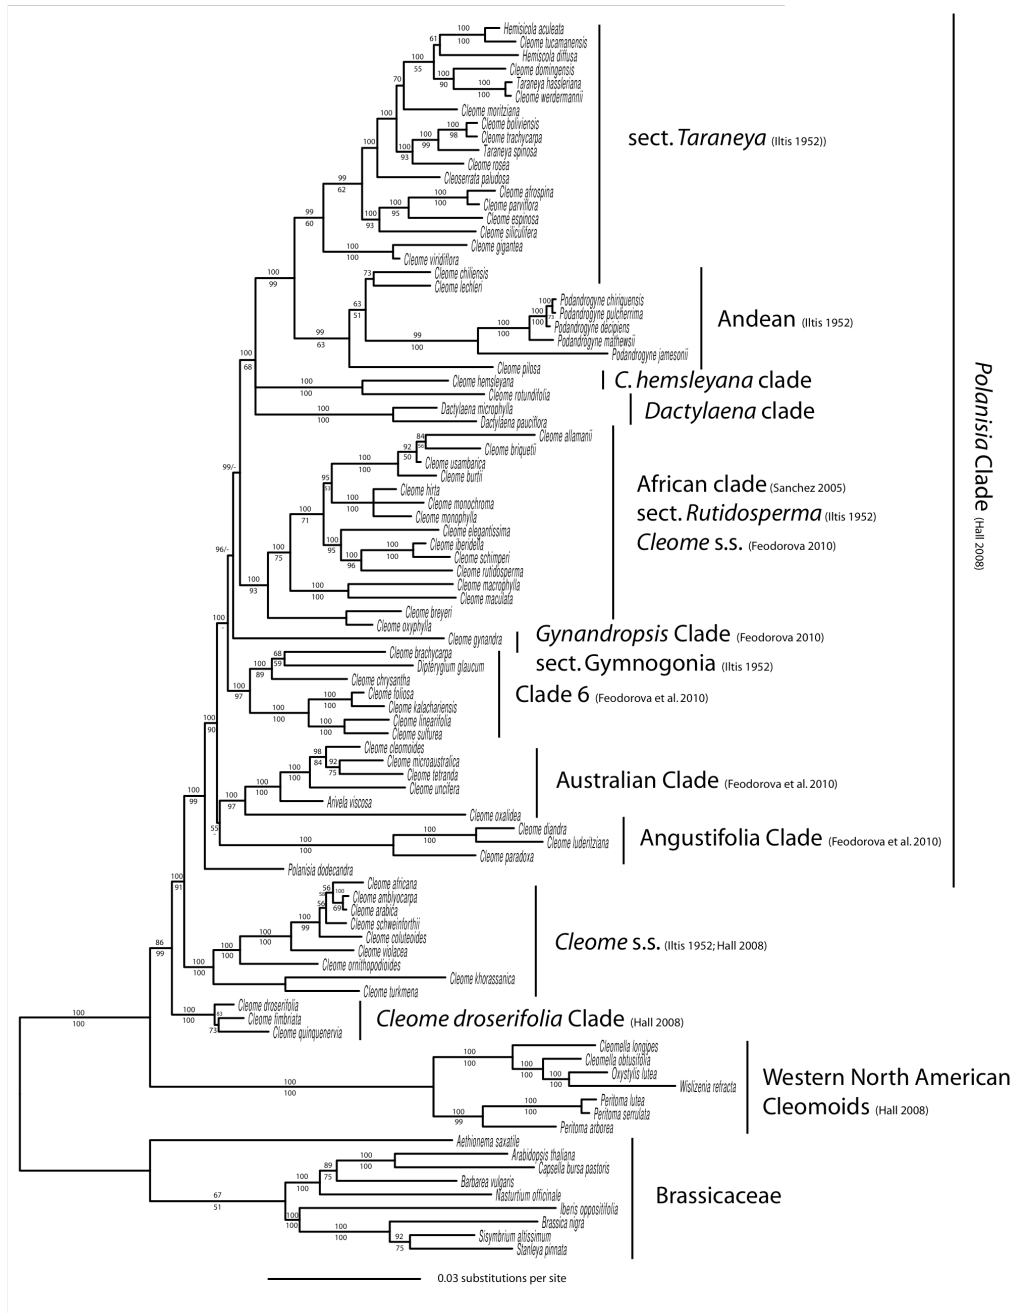 Hemisicola aculeata
Cleome tucamanensis
Hemiscola diffusa
Cleome domingensis
Taraneya hassleriana
Cleome werdermannii
Cleome moritziana
Cleome boliviensis
Cleome trachycarpa
Taraneya spinosa
Cleome rosea
Cleoserrata paludosa
Cleome afrospina
Cleome parviflora
Cleome espinosa
Cleome siliculifera
Cleome gigantea
Cleome viridiflora
sect. Taraneya (Iltis 1952))
Cleome chiliensis
Cleome lechleri
Podandrogyne chiriquensis
Podandrogyne pulcherrima
Podandrogyne decipiens
Podandrogyne mathewsii
Podandrogyne jamesonii
Cleome pilosa
Andean (Iltis 1952)
Cleome hemsleyana
Cleome rotundifolia
C. hemsleyana clade
Dactylaena microphylla
Dactylaena pauciflora
Dactylaena clade
Cleome allamanii
Cleome briquetii
Cleome usambarica
Cleome burtii
Cleome hirta
Cleome monochroma
Cleome monophylla
Cleome elegantissima
Cleome iberidella
Cleome schimperi
Cleome rutidosperma
Cleome macrophylla
Cleome maculata
Cleome breyeri
Cleome oxyphylla
African clade (Sanchez 2005)
sect. Rutidosperma (Iltis 1952)
Cleome s.s. (Feodorova 2010)
Cleome gynandra
Gynandropsis Clade (Feodorova 2010)
Cleome brachycarpa
Dipterygium glaucum
Cleome chrysantha
Cleome foliosa
Cleome kalachariensis
Cleome linearifolia
Cleome sulfurea
sect. Gymnogonia (Iltis 1952)
Clade 6 (Feodorova et al. 2010)
Cleome cleomoides
Cleome microaustralica
Cleome tetranda
Cleome uncifera
Arivela viscosa
Cleome oxalidea
Australian Clade (Feodorova et al. 2010)
Cleome diandra
Cleome luderitziana
Cleome paradoxa
Angustifolia Clade (Feodorova et al. 2010)
Polanisia dodecandra
Polanisia Clade (Hall 2008)
Cleome africana
Cleome amblyocarpa
Cleome arabica
Cleome schweinforthii
Cleome coluteoides
Cleome violacea
Cleome ornithopodioides
Cleome khorassanica
Cleome turkmena
Cleome s.s. (Iltis 1952; Hall 2008)
Cleome droserifolia
Cleome fimbriata
Cleome quinquenervia
Cleome droserifolia Clade (Hall 2008)
Cleomella longipes
Cleomella obtusifolia
Oxystylis lutea
Wislizenia refracta
Peritoma lutea
Peritoma serrulata
Peritoma arborea
Western North American
Cleomoids (Hall 2008)
Aethionema saxatile
Arabidopsis thaliana
Capsella bursa pastoris
Barbarea vulgaris
Nasturtium officinale
Iberis oppositifolia
Brassica nigra
Sisymbrium altissimum
Stanleya pinnata
Brassicaceae
0.03 substitutions per site